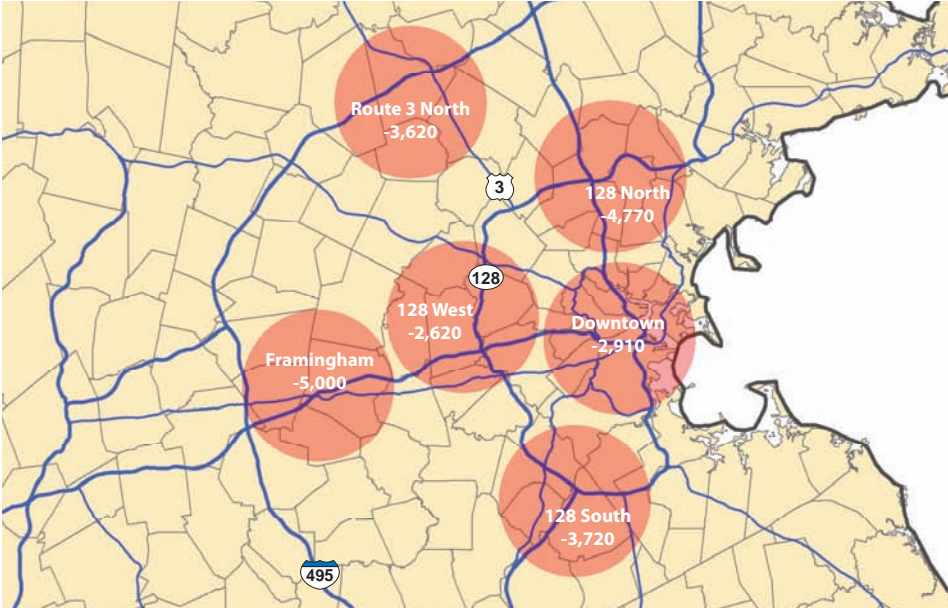 Route 3 North
-3,620
3
128 North
-4,770
128
128 West
-2,620
Downtown
-2,910
Framingham
-5,000
128 South
-3,720
495